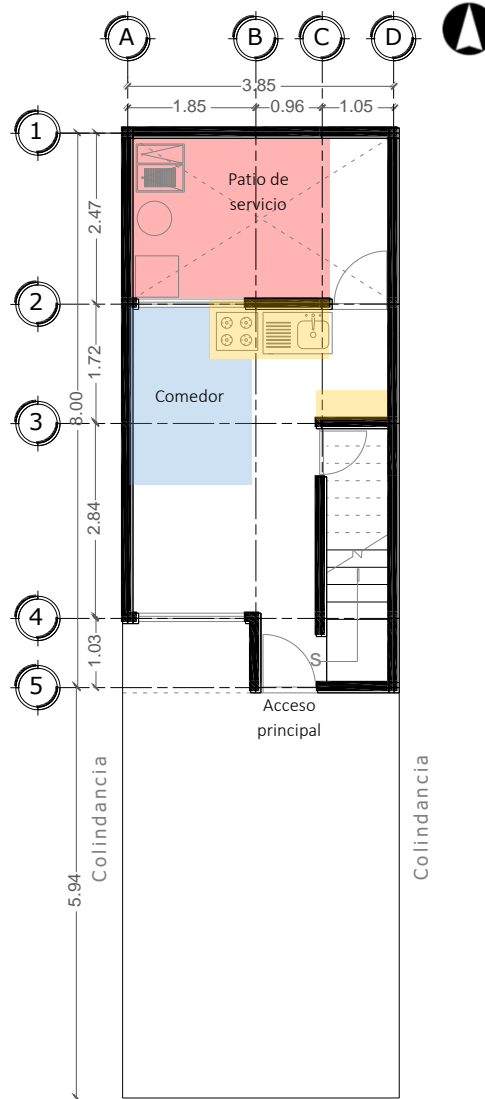 A B C D
3.85
1.85 0.96 1.05
1
2.47
Patio de
servicio
2
1.72
8.00
Comedor
3
2.84
4
S
1.03
5
Acceso
principal
Colindancia
Colindancia
5.94